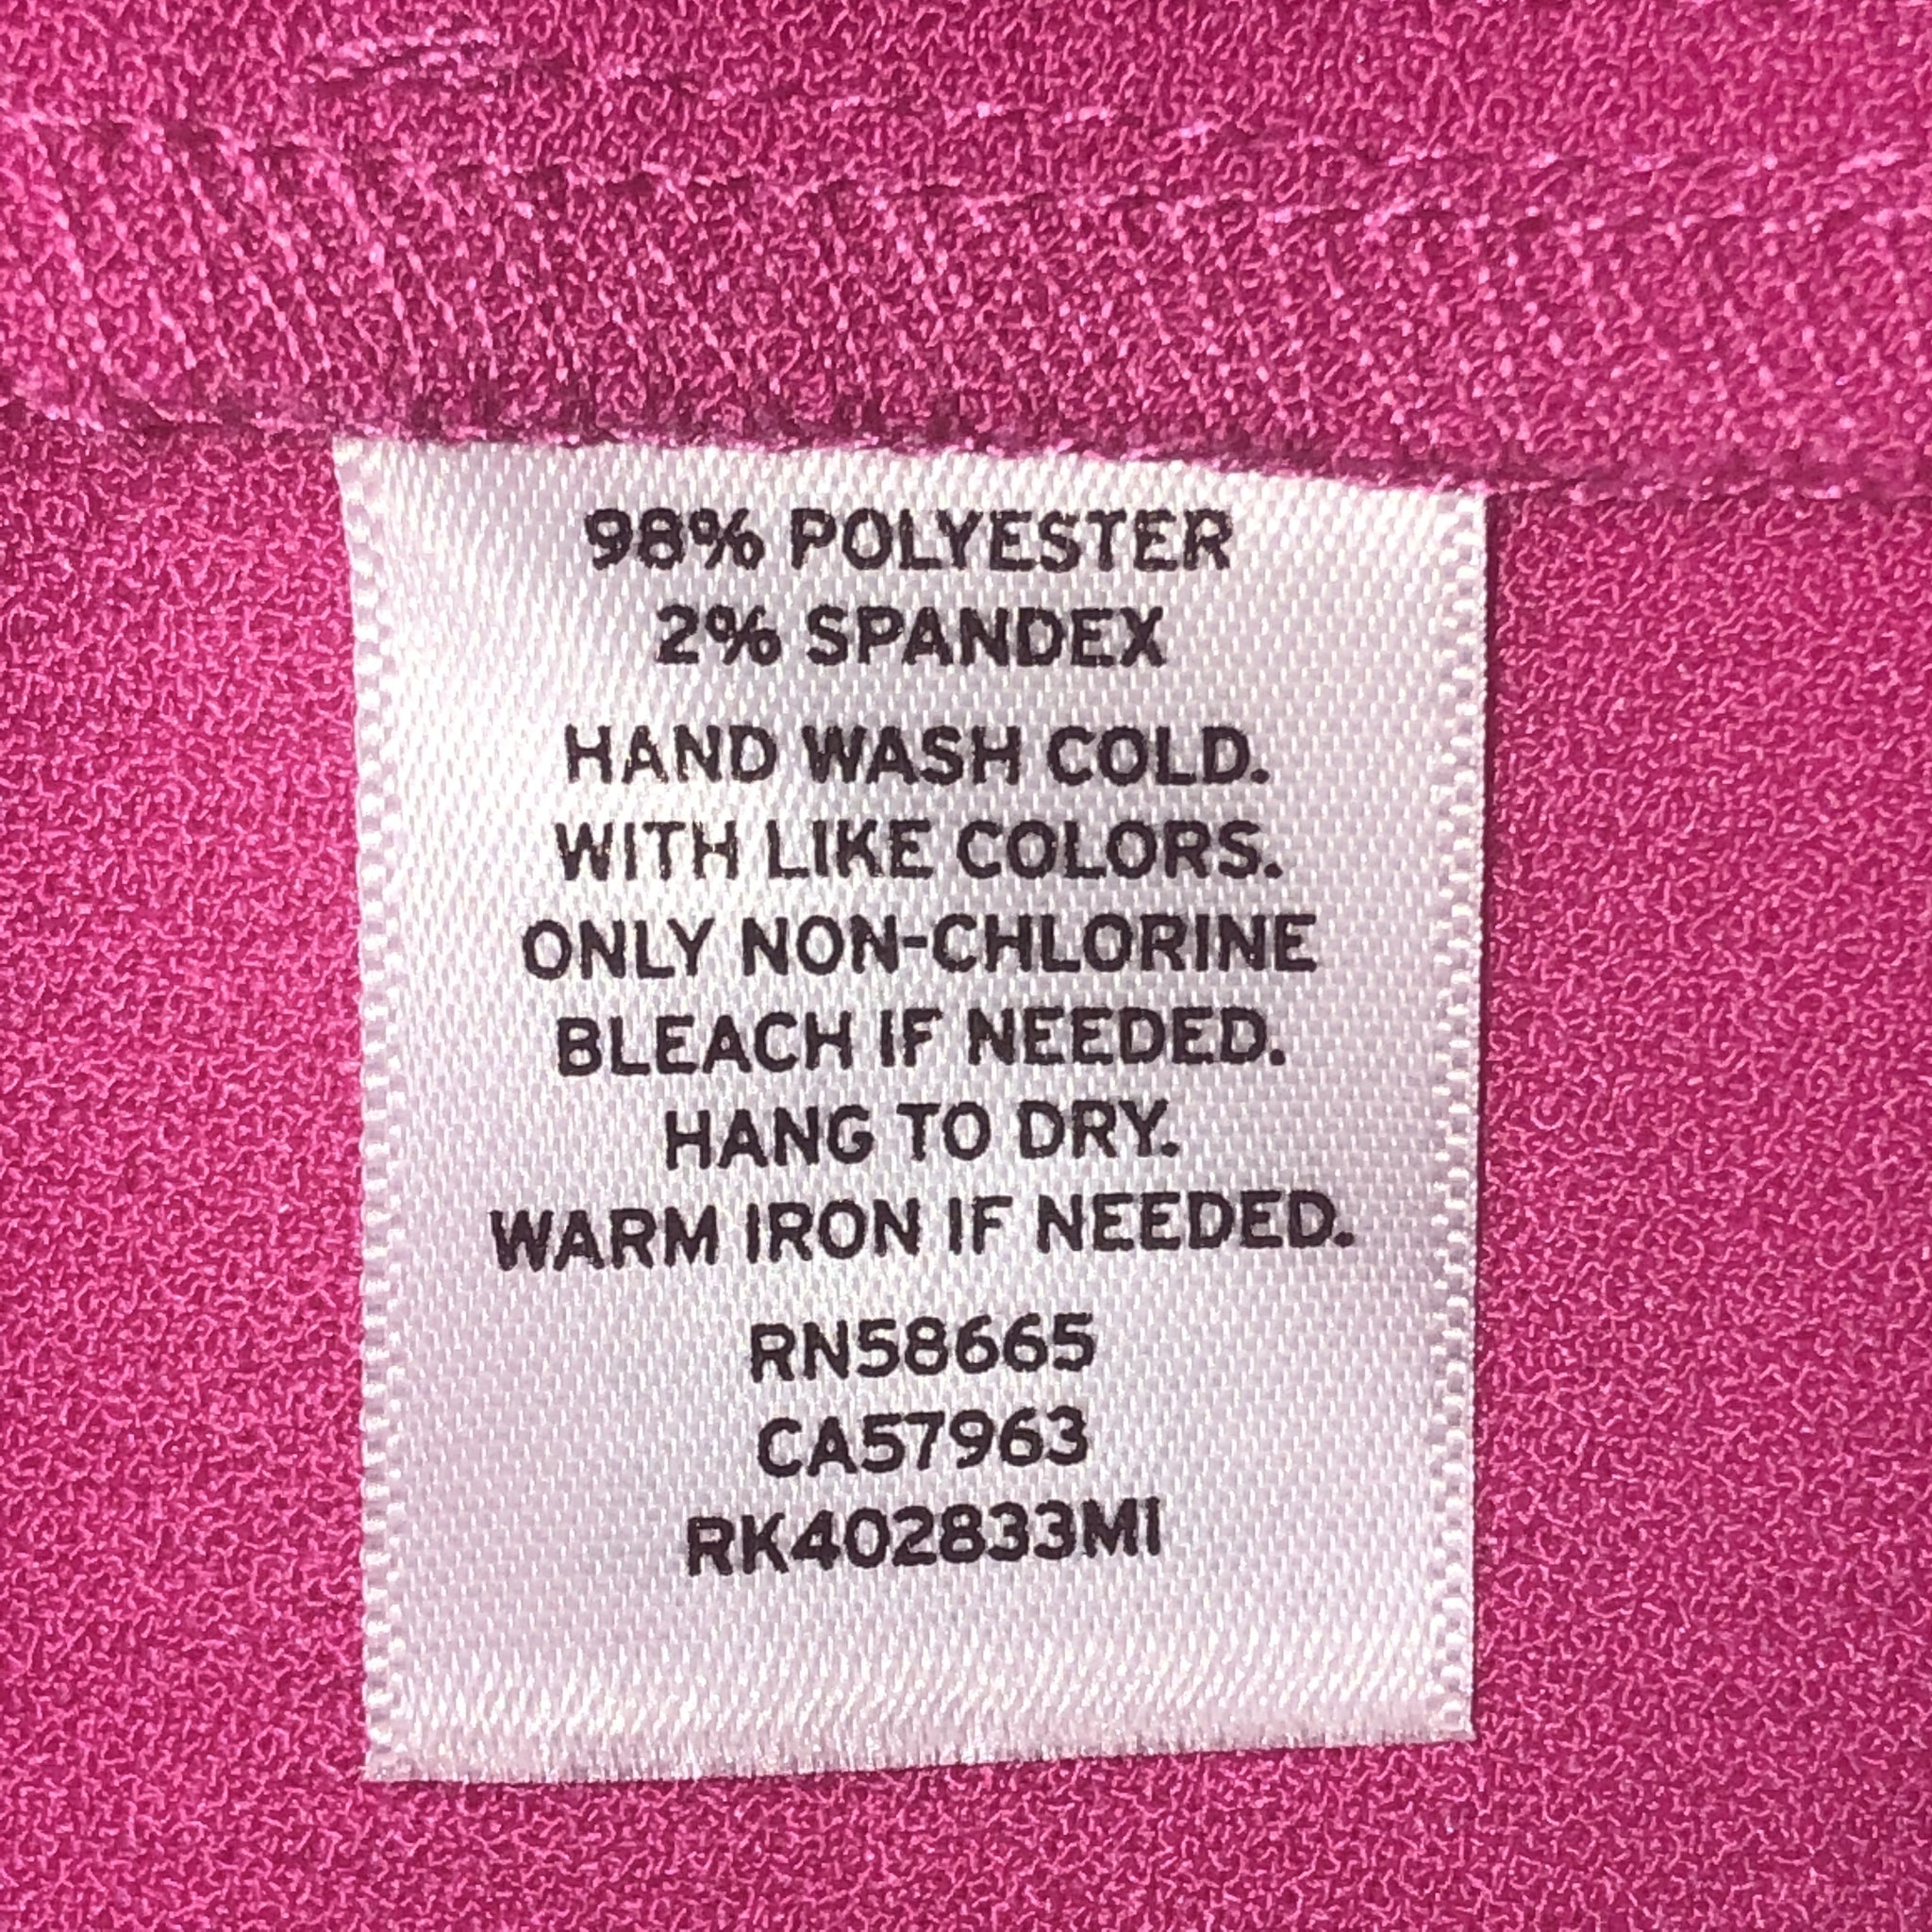 98% POLYESTER
2% SPANDEX
HAND WASH COLD.
WITH LIKE COLORS.
ONLY NON-CHLORINE
BLEACH IF NEEDED.
HANG TO DRY.
WARM IRON IF NEEDED.
RN58665
CA57963
RK402833MI